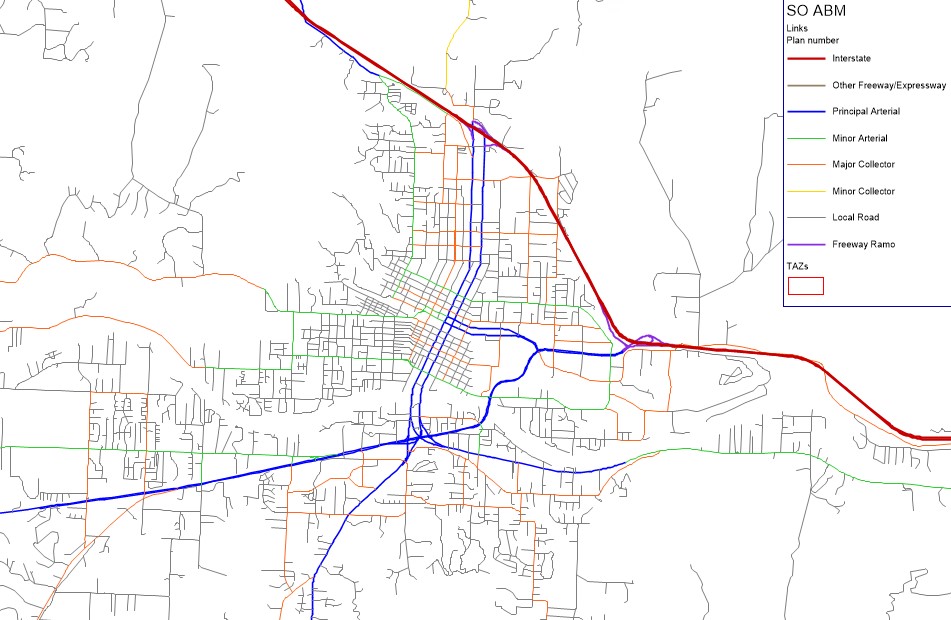 SO ABM
Links
Plan number
Interstate
Other Freeway/Expressway
Principal Arterial
Minor Arterial
Major Collector
Minor Collector
Local Road
Freeway Ramo
TAZs